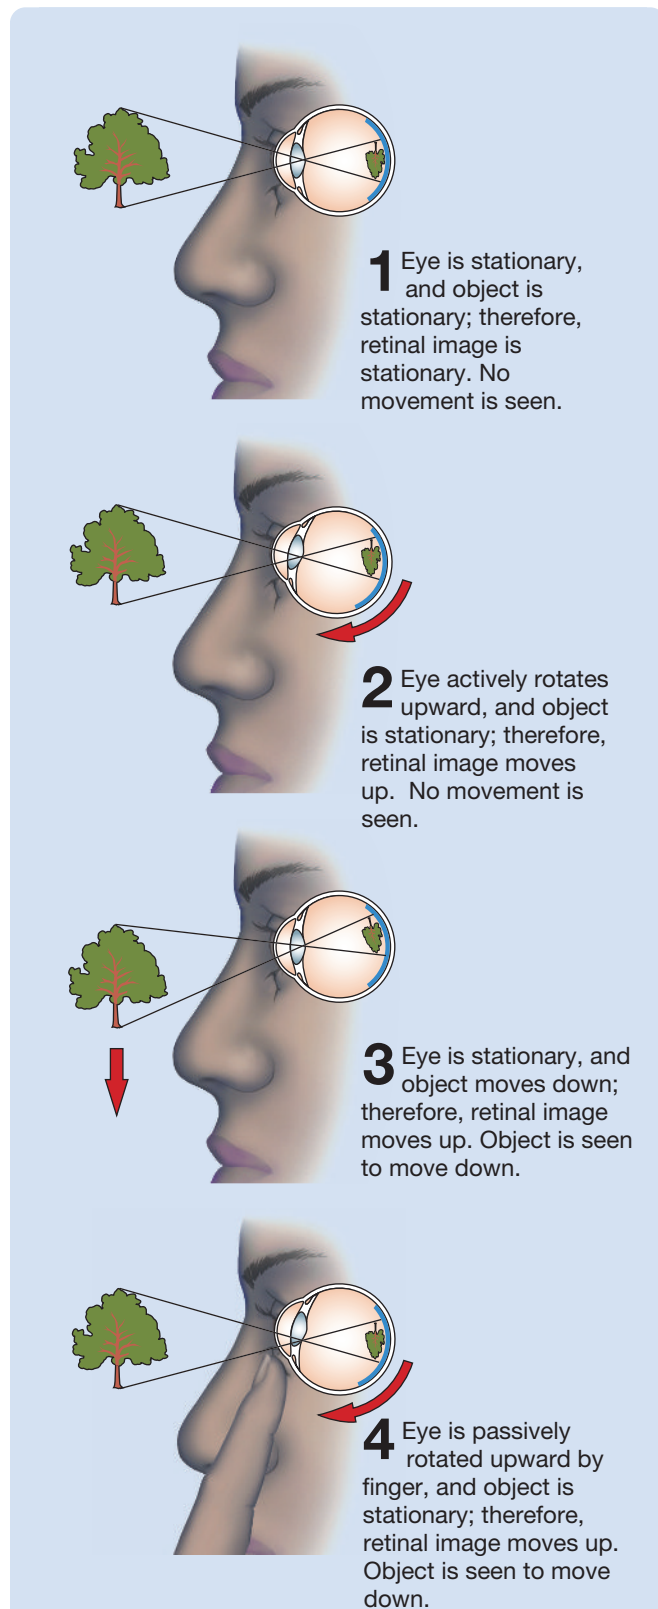 1 Eye is stationary,
and object is
stationary; therefore,
retinal image is
stationary. No
movement is seen.
2 Eye actively rotates
upward, and object
is stationary; therefore,
retinal image moves
up. No movement is
seen.
3 Eye is stationary, and
object moves down;
therefore, retinal image
moves up. Object is seen
to move down.
4 Eye is passively
rotated upward by
finger, and object is
stationary; therefore,
retinal image moves up.
Object is seen to move
down.